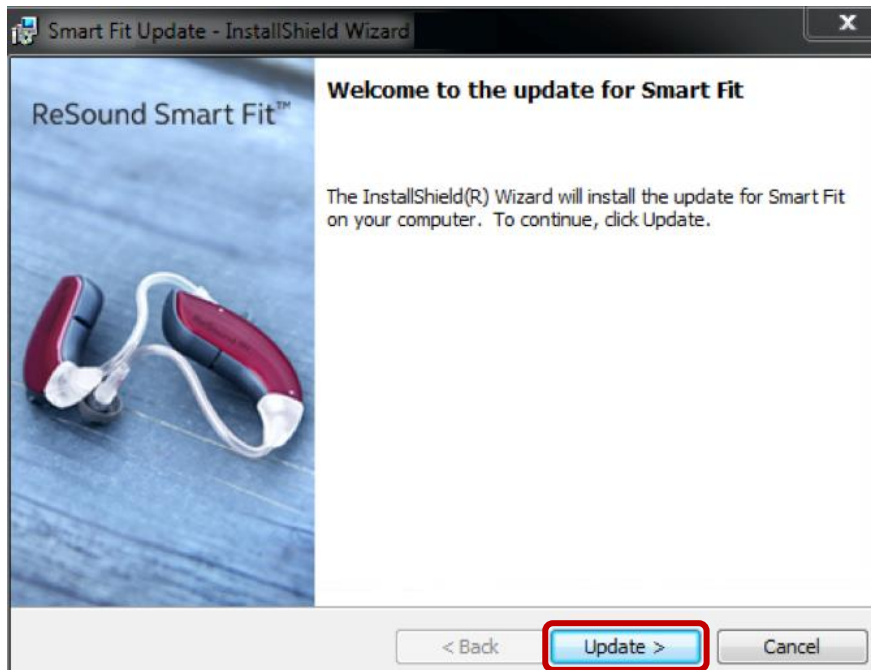 Smart Fit Update - InstallShield Wizard
X
ReSound Smart Fit™
Welcome to the update for Smart Fit
The InstallShield(R) Wizard will install the update for Smart Fit
on your computer. To continue, click Update.
< Back
Update >
Cancel